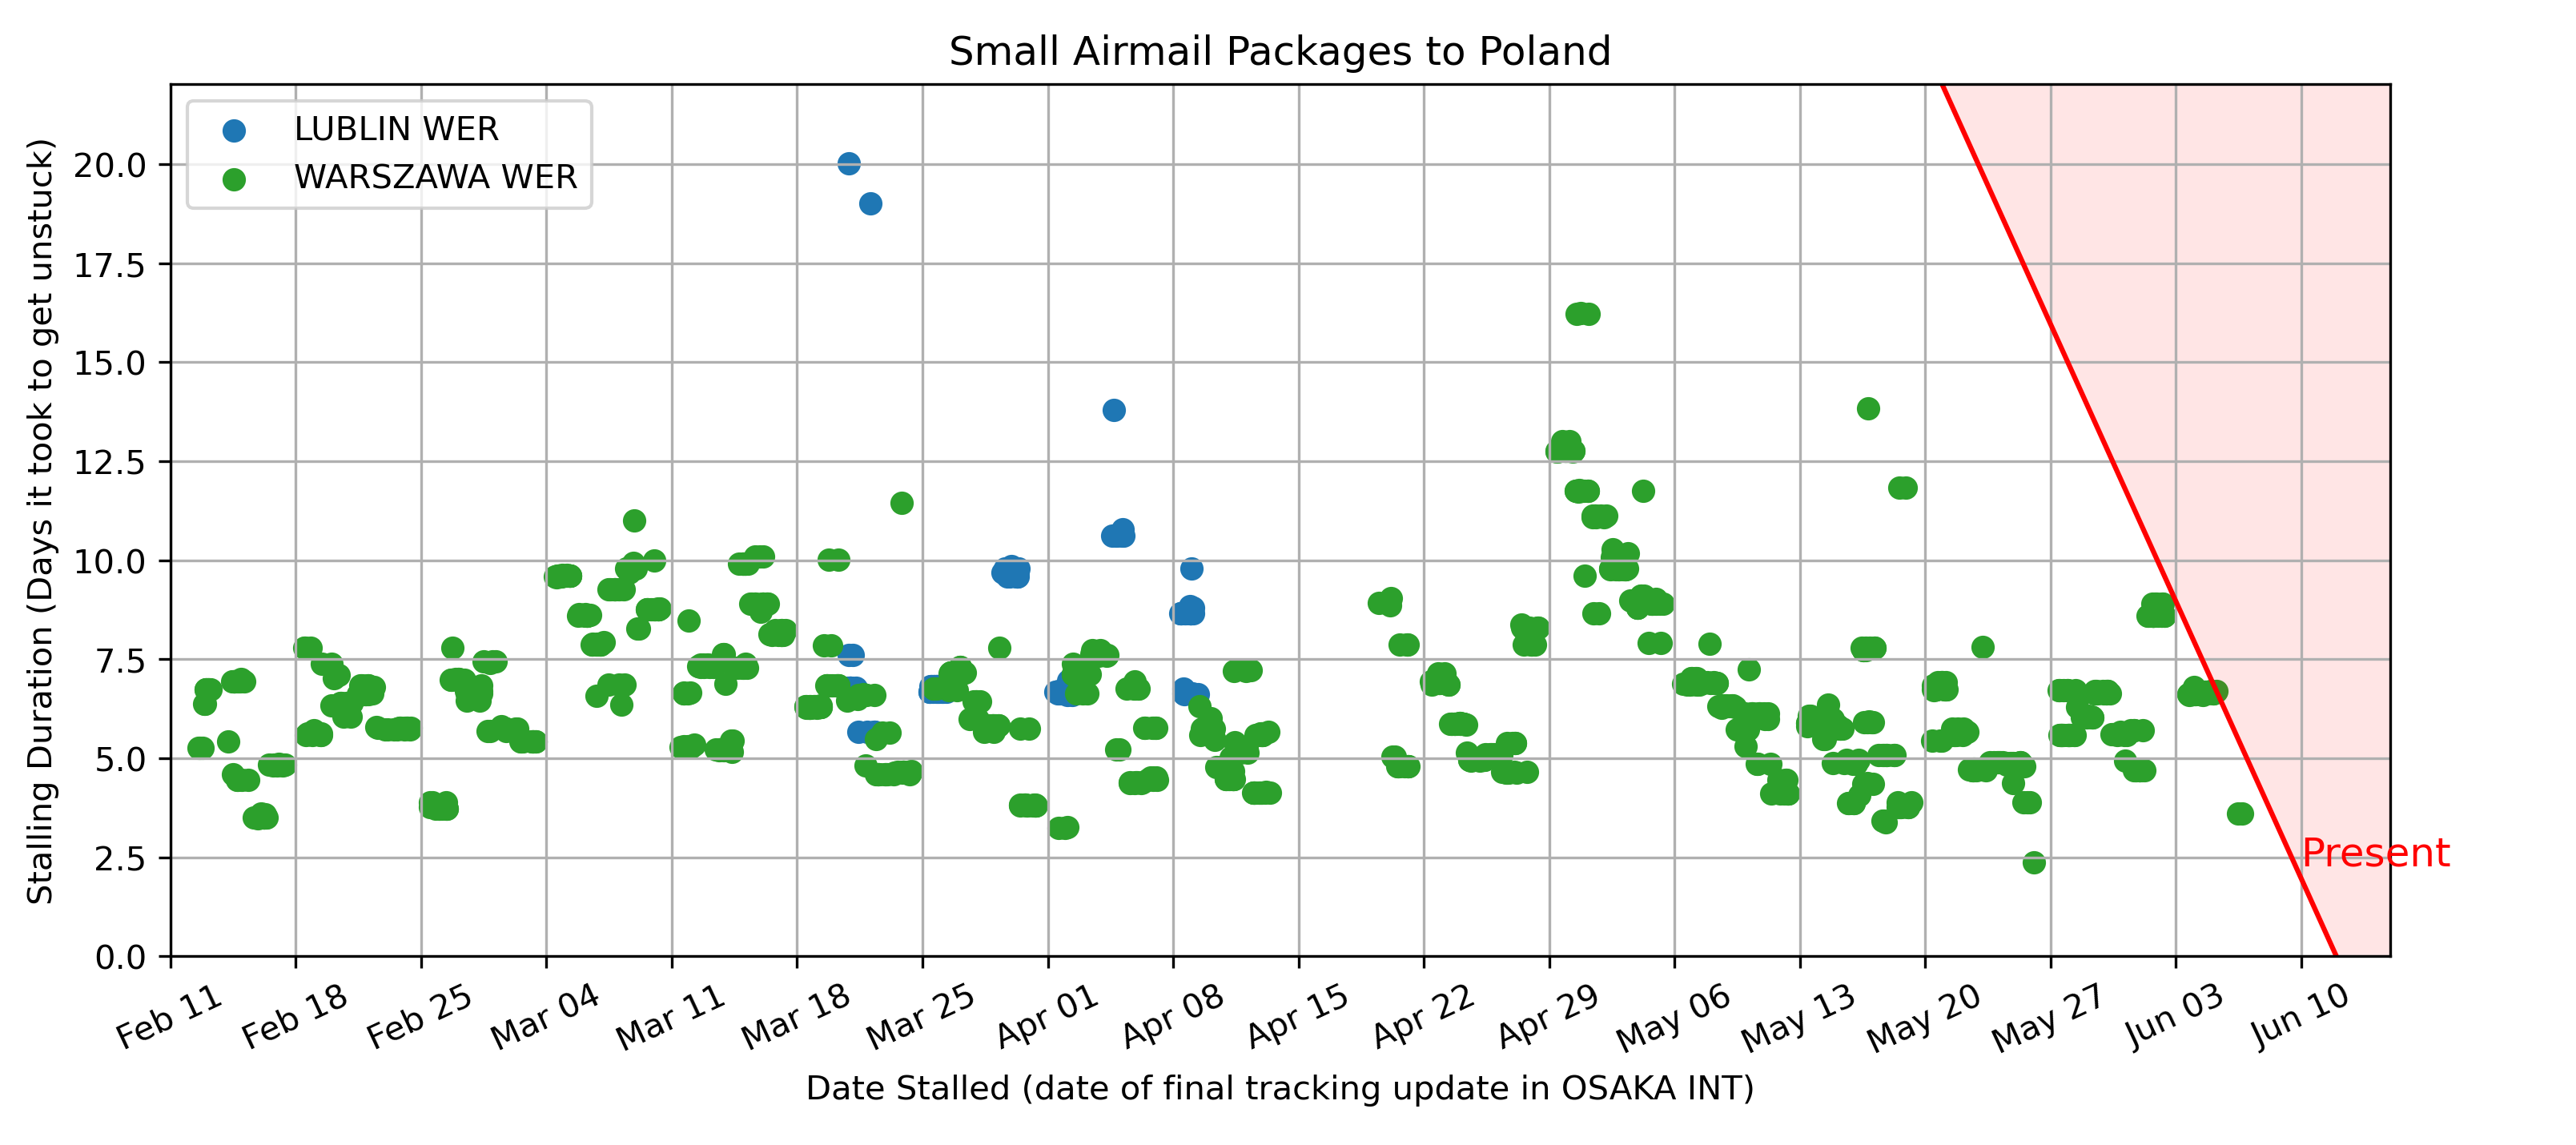 Small Airmail Packages to Poland
LUBLIN WER
WARSZAWA WER
Stalling Duration (Days it took to get unstuck)
20.0
17.5
15.0
12.5
10.0
7.5
5.0
2.5
0.0
Present
Feb 11
Feb 18
Feb 25
Mar 04
Mar 11
Mar 18
Mar 25
Apr 01
Apr 08
Apr 15
Apr 22
Apr 29
May 06
May 13
May 20
May 27
Jun 03
Jun 10
Date Stalled (date of final tracking update in OSAKA INT)